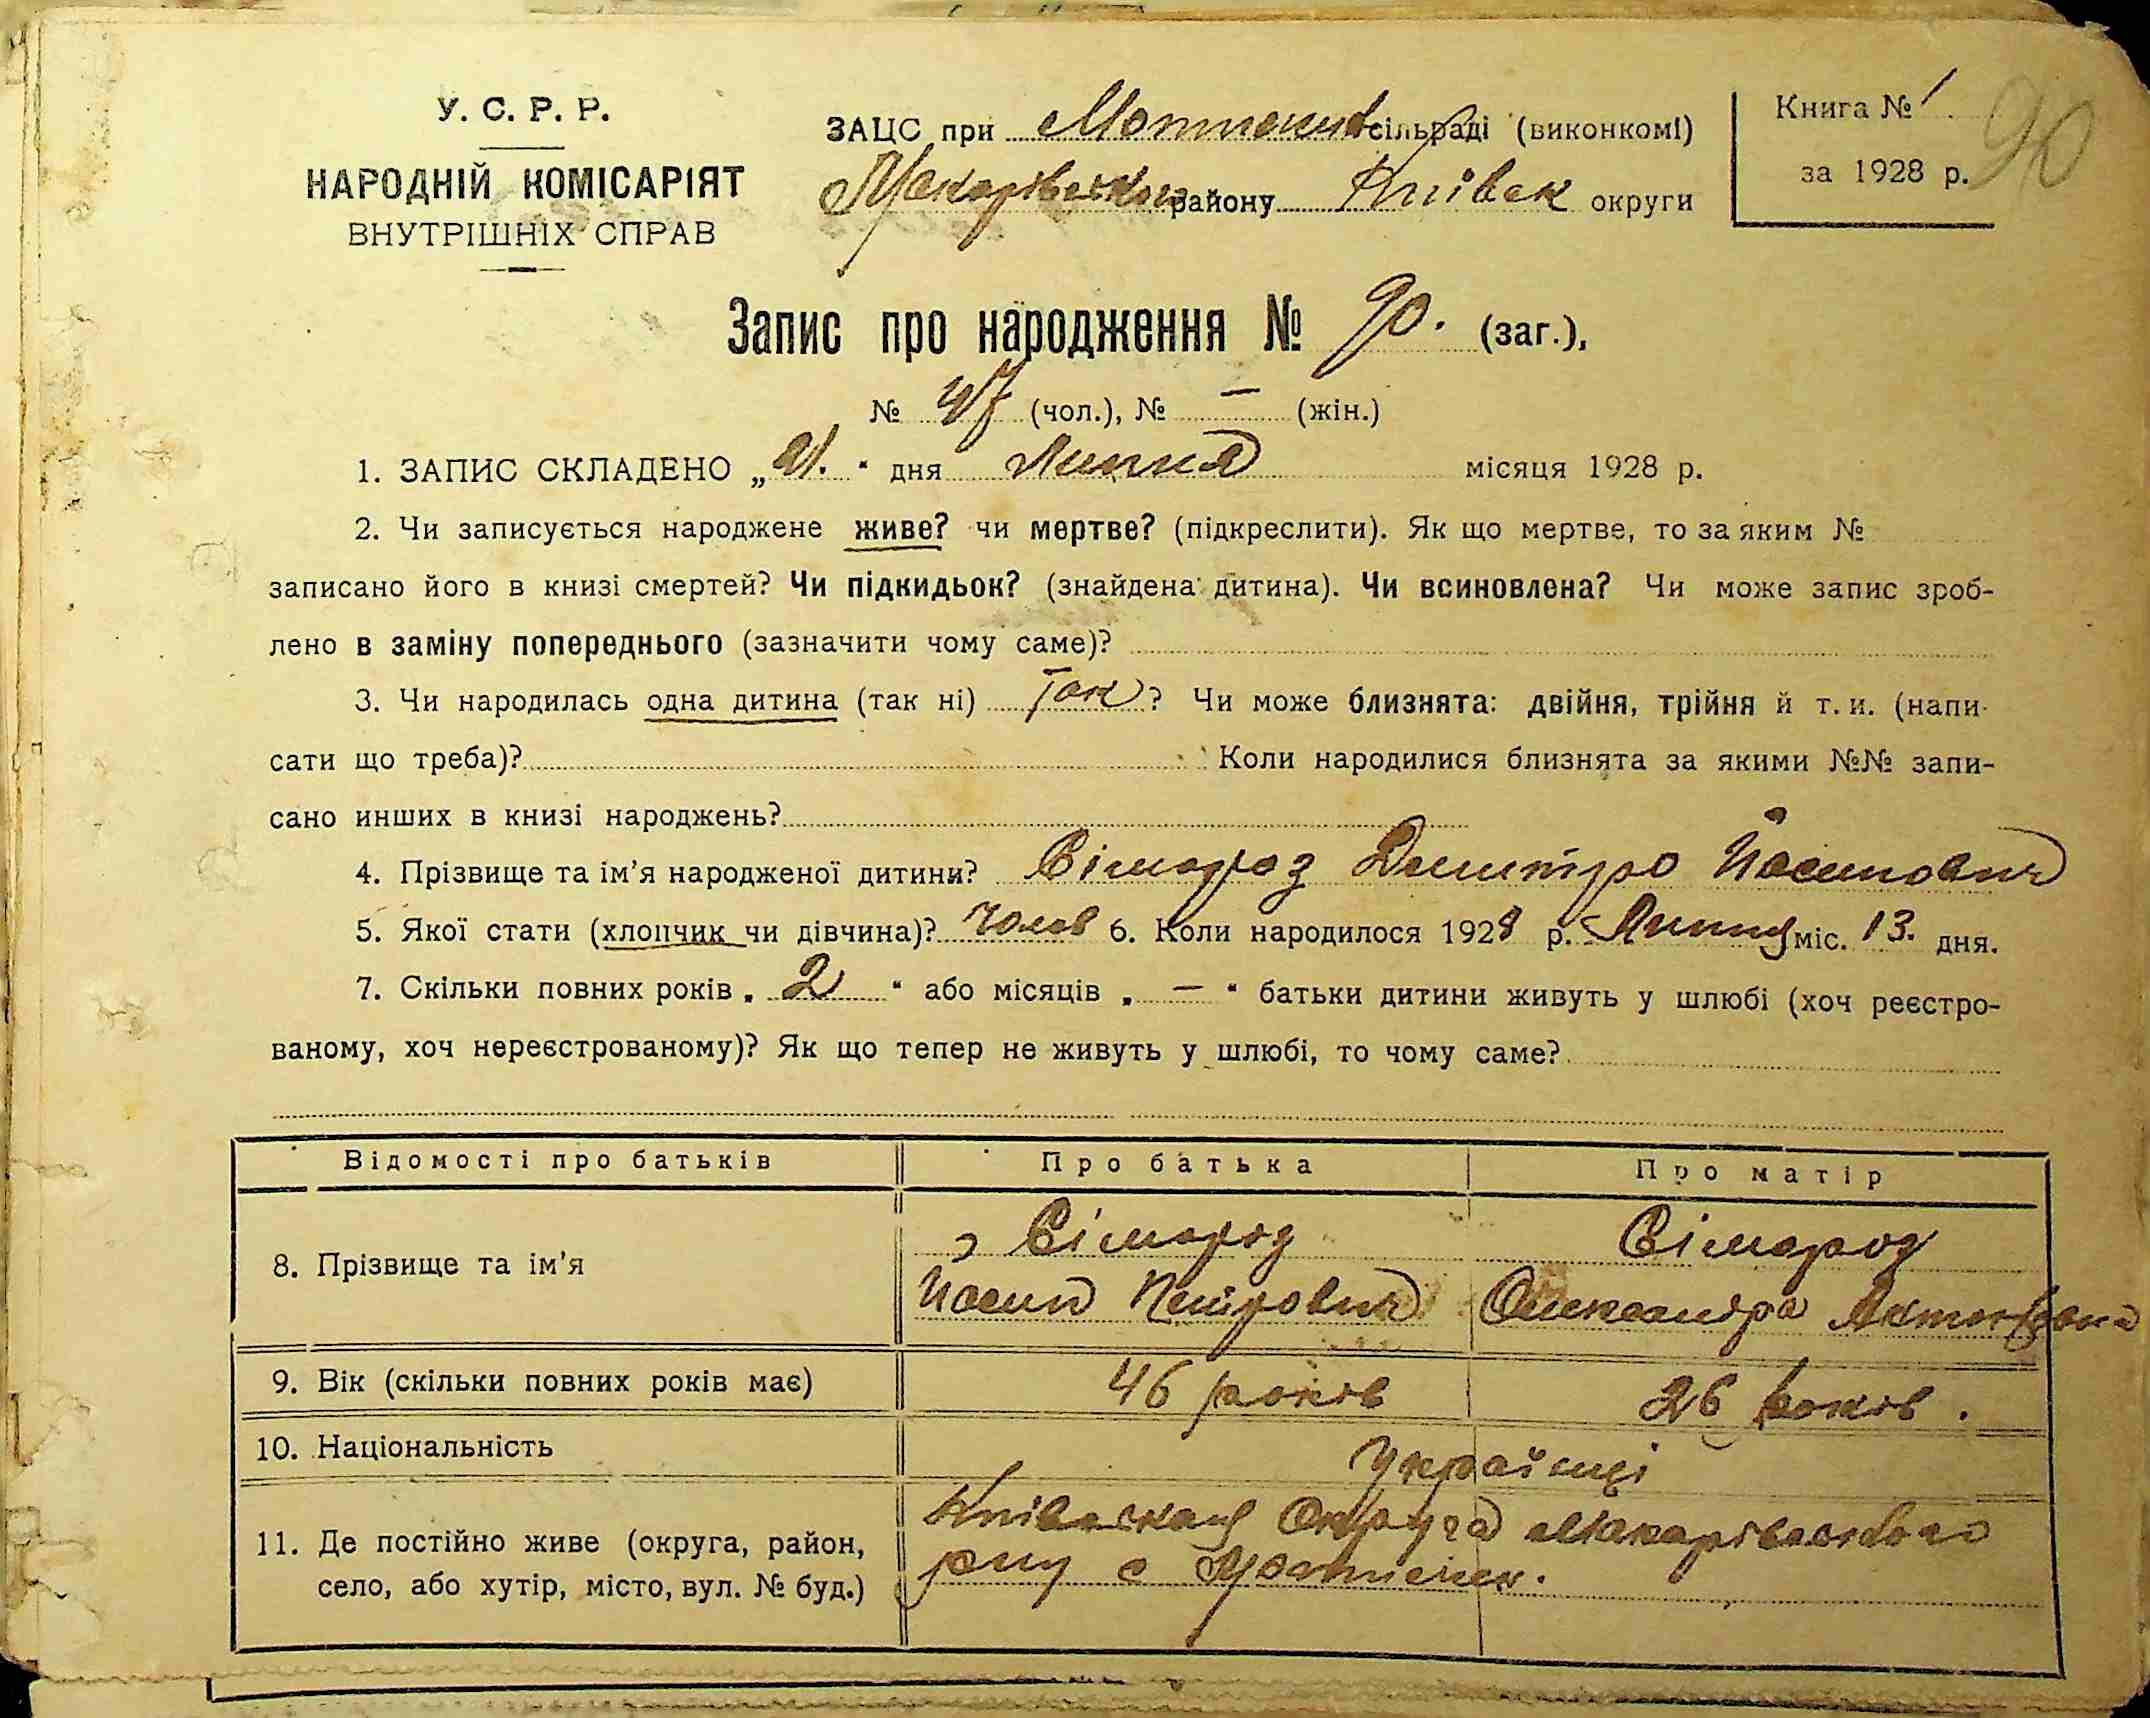 У. С. Р. Р.
НАРОДНІЙ КОМІСАРІЯТ
ВНУТРІШНІХ СПРАВ
ЗАЦС при сільраді (виконкомі)
Макарівського району Київськ округи
Книга № 1
за 1928 р.
90
Запис про народження № 90. (заг.),
№ 47 (чол.), № — (жін.)
1. ЗАПИС СКЛАДЕНО „21.“ дня Липня місяця 1928 р.
2. Чи записується народжене живе? чи мертве? (підкреслити). Як що мертве, то за яким №
записано його в книзі смертей? Чи підкидьок? (знайдена дитина). Чи всиновлена? Чи може запис зроб-
лено в заміну попереднього (зазначити чому саме)?
3. Чи народилась одна дитина (так ні) Так? Чи може близнята: двійня, трійня й т. и. (напи-
сати що треба)? Коли народилися близнята за якими №№ запи-
сано инших в книзі народжень?
4. Прізвище та ім’я народженої дитини? Сімороз Дмитро Йосипович
5. Якої стати (хлопчик чи дівчина)? Чолов 6. Коли народилося 1928 р. Липня міс. 13. дня.
7. Скільки повних років „2“ або місяців „—“ батьки дитини живуть у шлюбі (хоч реєстро-
ваному, хоч нереєстрованому)? Як що тепер не живуть у шлюбі, то чому саме?
Відомості про батьків Про батька Про матір
8. Прізвище та ім’я Сімороз Сімороз
Йосип Петрович Олександра
9. Вік (скільки повних років має) 46 років 26 років.
10. Національність Українці
11. Де постійно живе (округа, район, Київська Округа Макарівського
село, або хутір, місто, вул. № буд.) р-ну с